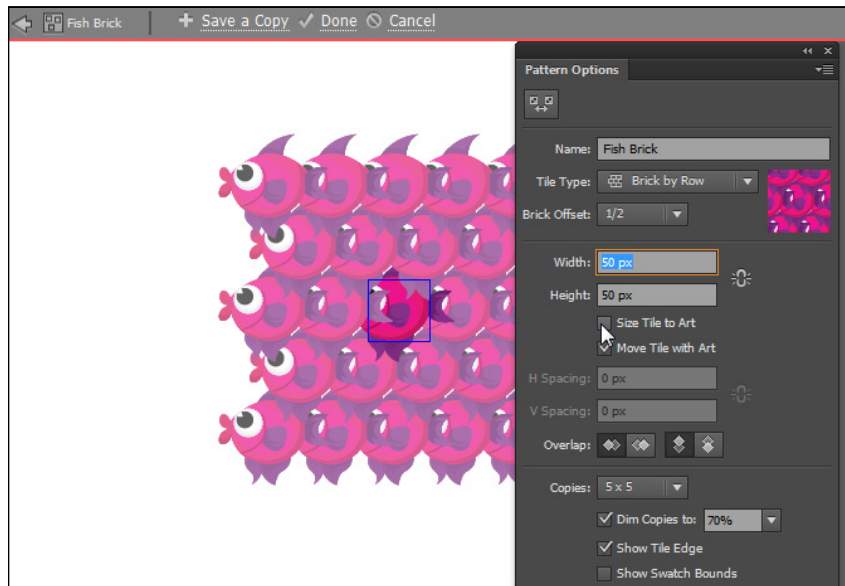 Fish Brick + Save a Copy ✓ Done Cancel
Pattern Options
Name: Fish Brick
Tile Type: Brick by Row
Brick Offset: 1/2
Width: 50 px
Height: 50 px
Size Tile to Art
Move Tile with Art
H Spacing: 0 px
V Spacing: 0 px
Overlap:
Copies: 5 x 5
Dim Copies to: 70%
Show Tile Edge
Show Swatch Bounds